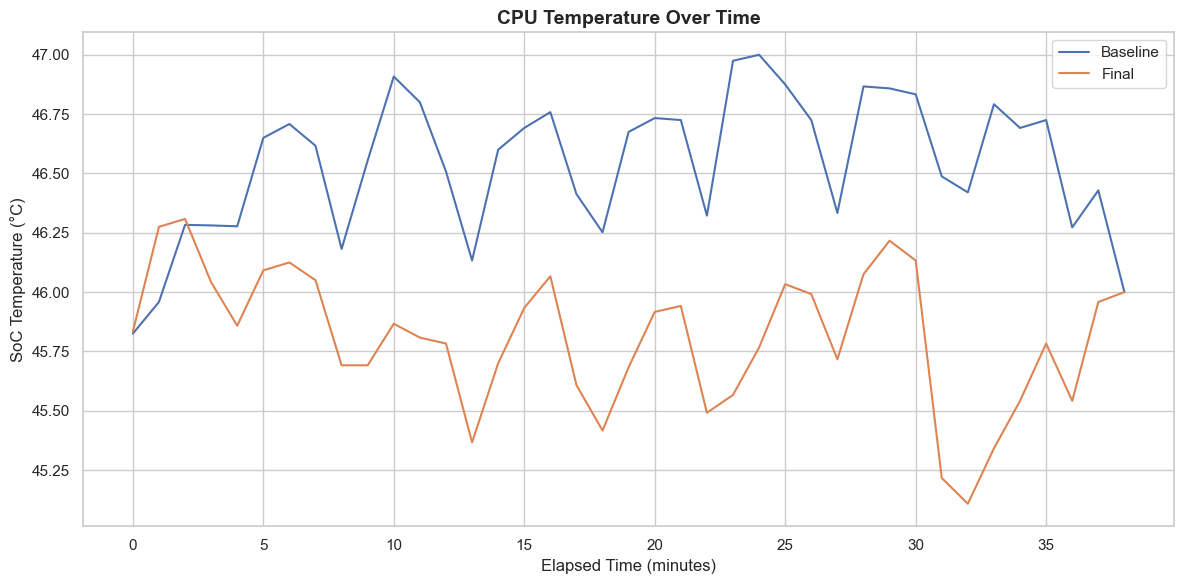 CPU Temperature Over Time
Baseline
Final
SoC Temperature (°C)
47.00
46.75
46.50
46.25
46.00
45.75
45.50
45.25
0 5 10 15 20 25 30 35
Elapsed Time (minutes)